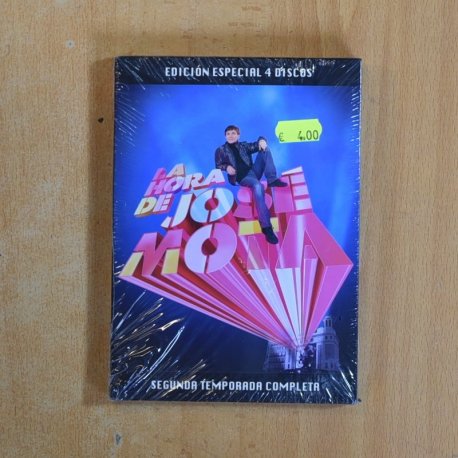 EDICIÓN ESPECIAL 4 DISCOS
€ 4.00
LA
HORA
DE JOSÉ
MOTA
SEGUNDA TEMPORADA COMPLETA